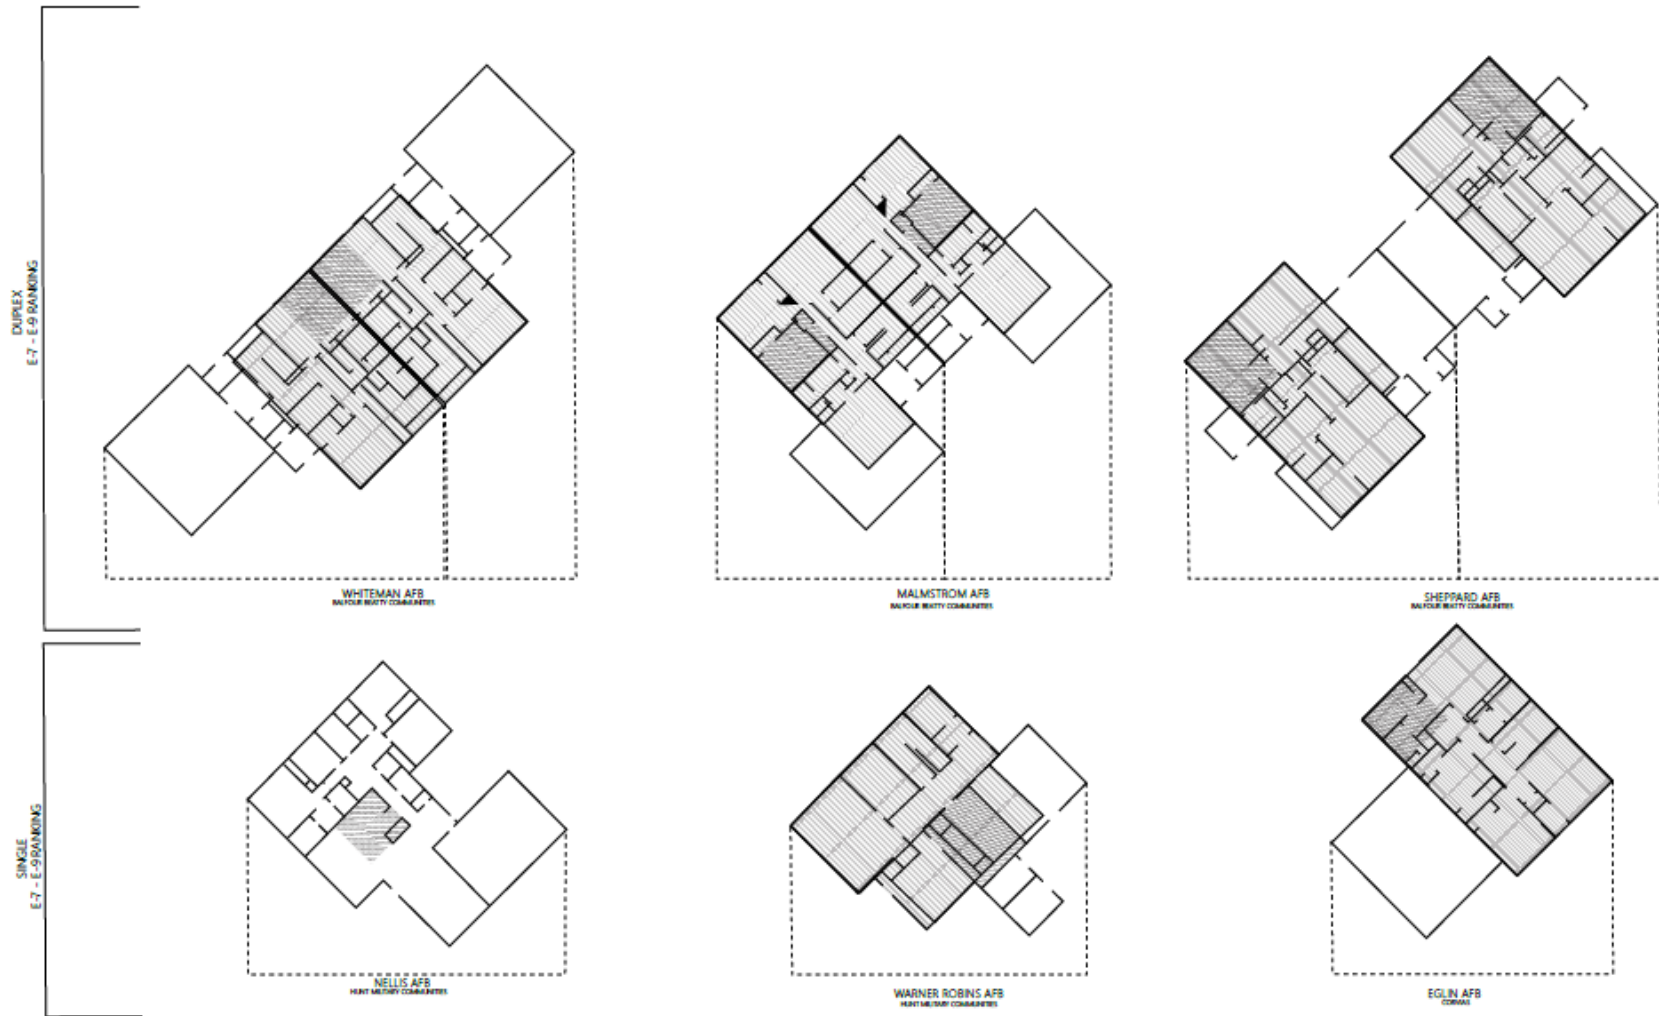 DUPLEX
E-7 - E-9 RANKING
WHITEMAN AFB
BALFOUR BEATTY COMMUNITIES
MALMSTROM AFB
BALFOUR BEATTY COMMUNITIES
SHEPPARD AFB
BALFOUR BEATTY COMMUNITIES
SINGLE
E-7 - E-9 RANKING
NELLIS AFB
HUNT MILITARY COMMUNITIES
WARNER ROBINS AFB
HUNT MILITARY COMMUNITIES
EGLIN AFB
CORVIAS